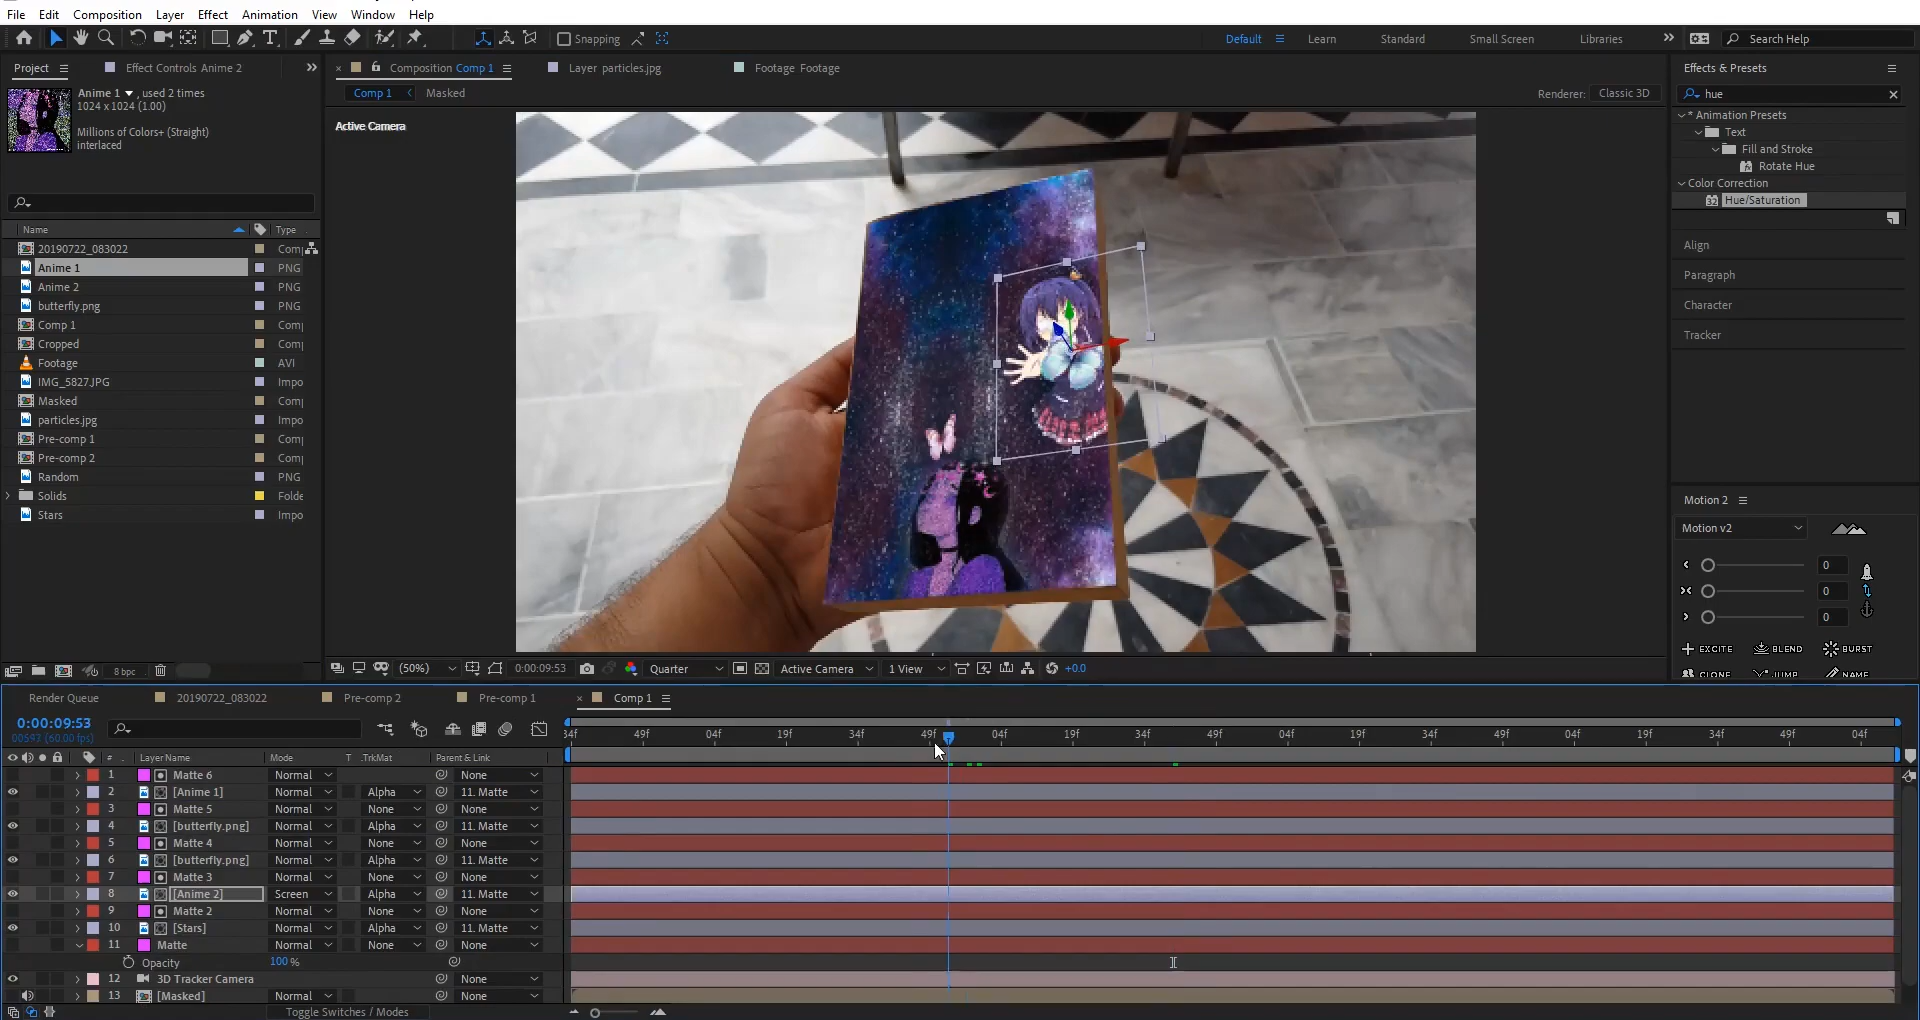 File Edit Composition Layer Effect Animation View Window Help
Snapping
Default Learn Standard Small Screen Libraries Search Help
Project Effect Controls Anime 2
Composition Comp 1 Layer particles.jpg Footage Footage
Effects & Presets
Anime 1 , used 2 times
1024 x 1024 (1.00)
Millions of Colors+ (Straight)
interlaced
Comp 1 Masked
Renderer: Classic 3D
hue
Active Camera
* Animation Presets
Text
Fill and Stroke
Rotate Hue
Color Correction
Hue/Saturation
Name Type
20190722_083022 Com
Anime 1 PNG
Anime 2 PNG
butterfly.png PNG
Comp 1 Com
Cropped Com
Footage AVI
IMG_5827.JPG Impo
Masked Com
particles.jpg Impo
Pre-comp 1 Com
Pre-comp 2 Com
Random PNG
Solids Folde
Stars Impo
Align
Paragraph
Character
Tracker
Motion 2
Motion v2
0
0
0
EXCITE BLEND BURST
CLONE JUMP NAME
8 bpc
(50%) 0:00:09:53 Quarter Active Camera 1 View +0.0
Render Queue 20190722_083022 Pre-comp 2 Pre-comp 1 Comp 1
0:00:09:53
00597 (60.00 fps)
34f 49f 04f 19f 34f 49f 04f 19f 34f 49f 04f 19f 34f 49f 04f 19f 34f 49f 04f
# Layer Name Mode T .TrkMat Parent & Link
1 Matte 6 Normal None
2 [Anime 1] Normal Alpha 11. Matte
3 Matte 5 Normal None None
4 [butterfly.png] Normal Alpha 11. Matte
5 Matte 4 Normal None None
6 [butterfly.png] Normal Alpha 11. Matte
7 Matte 3 Normal None None
8 [Anime 2] Screen Alpha 11. Matte
9 Matte 2 Normal None None
10 [Stars] Normal Alpha 11. Matte
11 Matte Normal None None
Opacity 100 %
12 3D Tracker Camera None
13 [Masked] Normal None
Toggle Switches / Modes